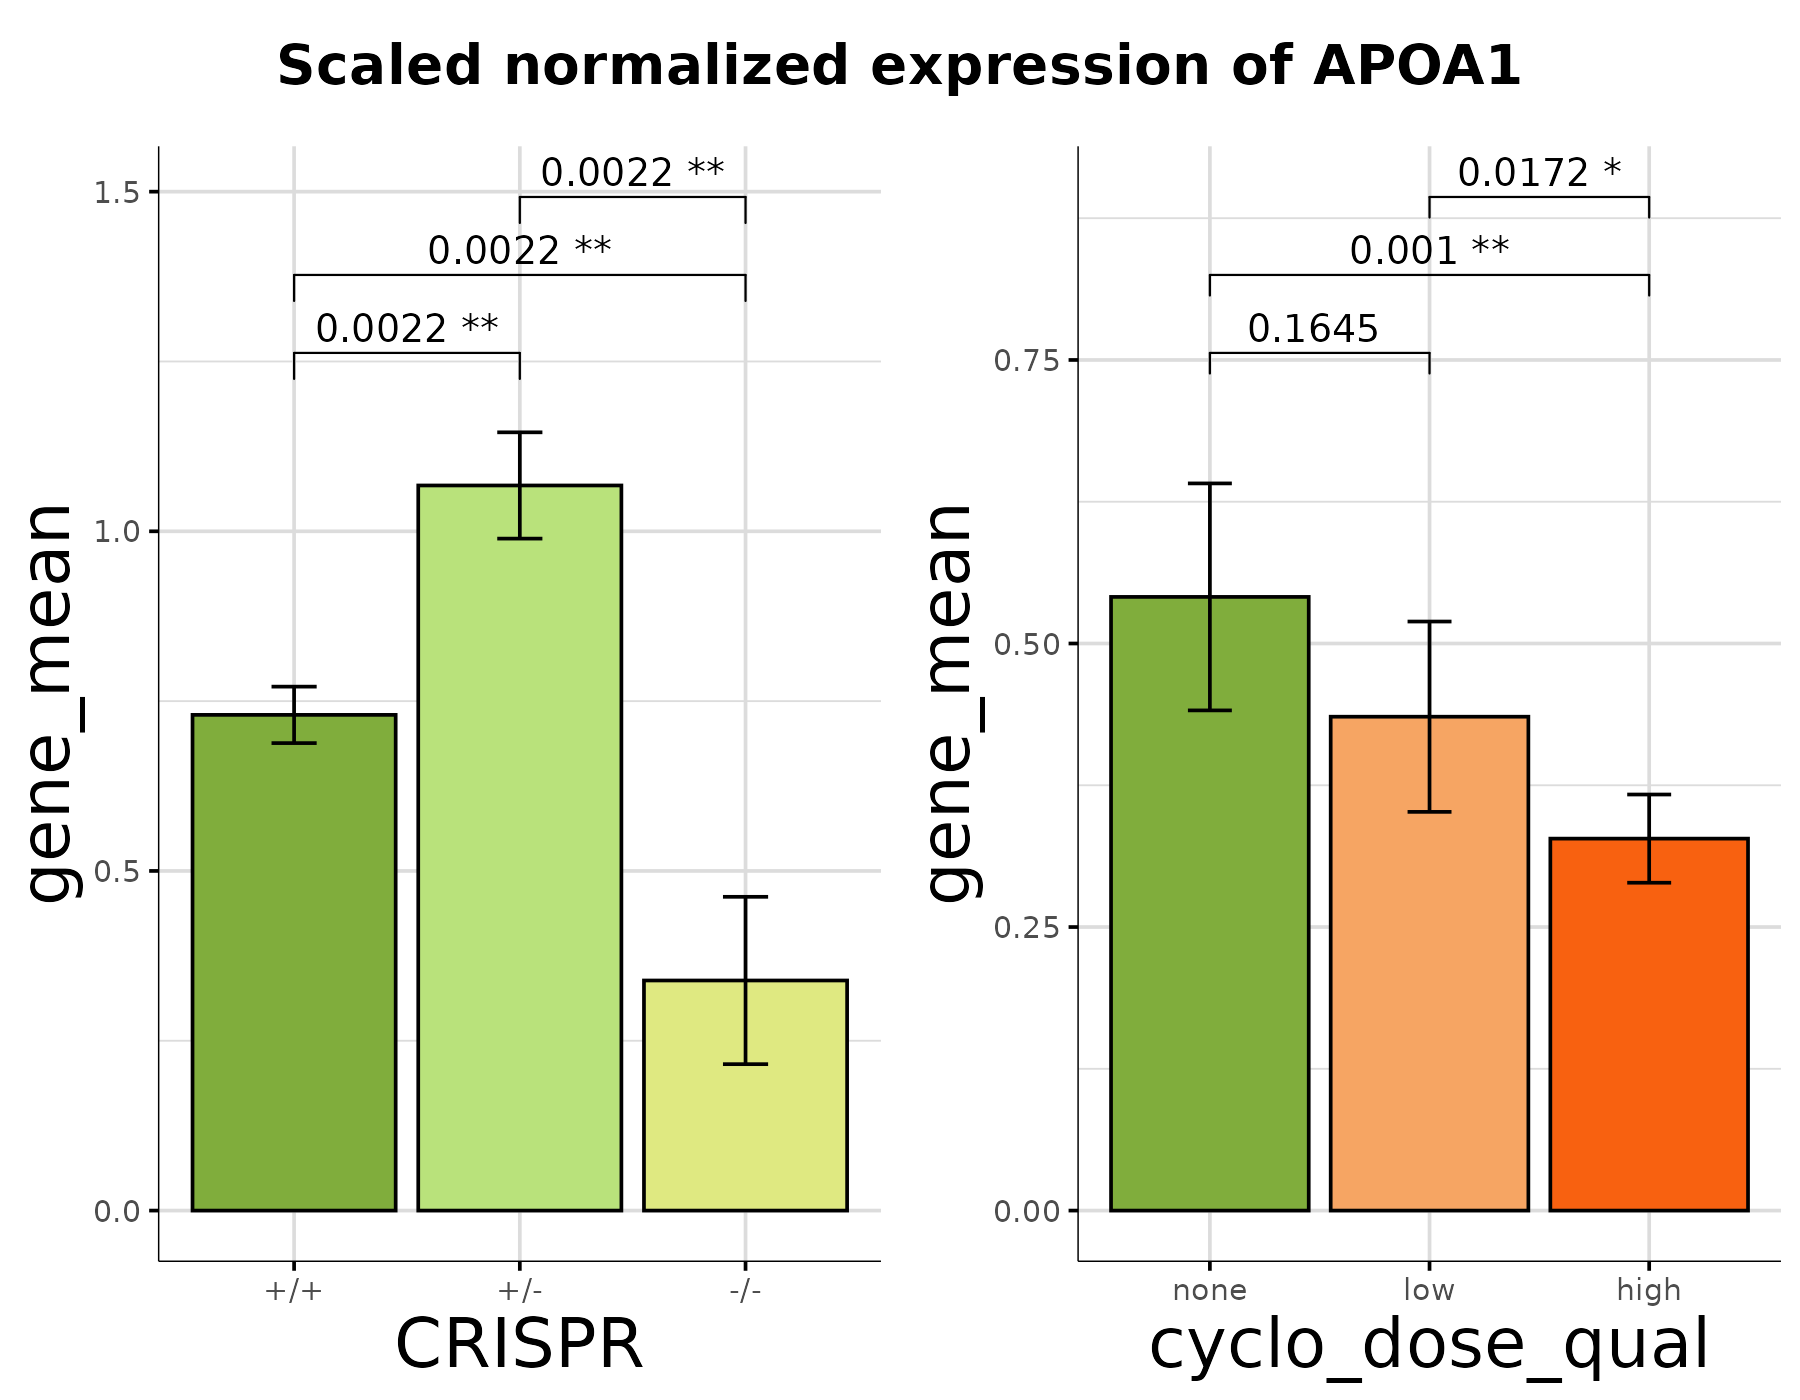 Scaled normalized expression of APOA1
gene_mean
1.5
1.0
0.5
0.0
0.0022 **
0.0022 **
0.0022 **
+/+ +/- -/-
CRISPR
gene_mean
0.75
0.50
0.25
0.00
0.0172 *
0.001 **
0.1645
none low high
cyclo_dose_qual